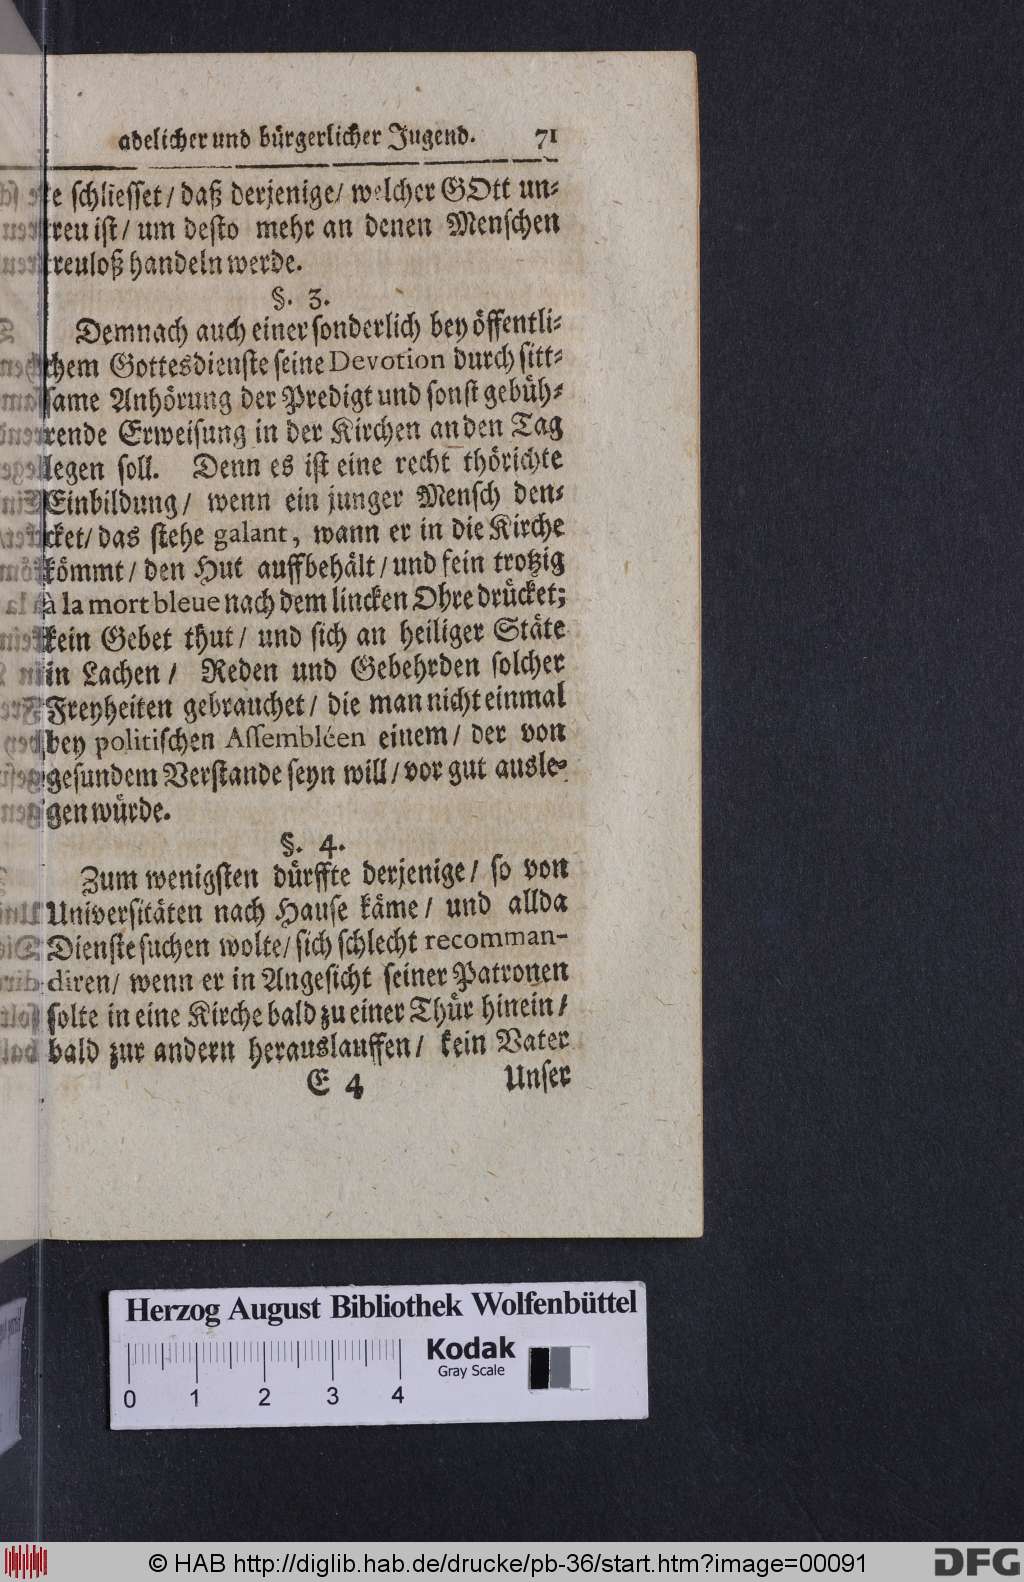 adelicher und bürgerlicher Jugend. 71
te schliesset/ daß derjenige/ welcher GOtt un-
treu ist/ um desto mehr an denen Menschen
treuloß handeln werde.
§. 3.
Demnach auch einer sonderlich bey öffentli-
chem Gottesdienste seine Devotion durch sitt-
same Anhörung der Predigt und sonst gebüh-
rende Erweisung in der Kirchen an den Tag
legen soll. Denn es ist eine recht thörichte
Einbildung/ wenn ein junger Mensch den-
cket/ das stehe galant, wann er in die Kirche
kömmt/ den Hut auffbehält/ und fein trotzig
à la mort bleue nach dem lincken Ohre drücket;
kein Gebet thut/ und sich an heiliger Stäte
in Lachen/ Reden und Gebehrden solcher
Freyheiten gebrauchet/ die man nicht einmal
bey politischen Assembléen einem/ der von
gesundem Verstande seyn will/ vor gut ausle-
gen würde.
§. 4.
Zum wenigsten dürffte derjenige/ so von
Universitäten nach Hause käme/ und allda
Dienste suchen wolte/ sich schlecht recomman-
diren/ wenn er in Angesicht seiner Patronen
solte in eine Kirche bald zu einer Thür hinein/
bald zur andern herauslauffen/ kein Vater
E 4 Unser
Herzog August Bibliothek Wolfenbüttel
Kodak
Gray Scale
0 1 2 3 4
© HAB http://diglib.hab.de/drucke/pb-36/start.htm?image=00091
DFG